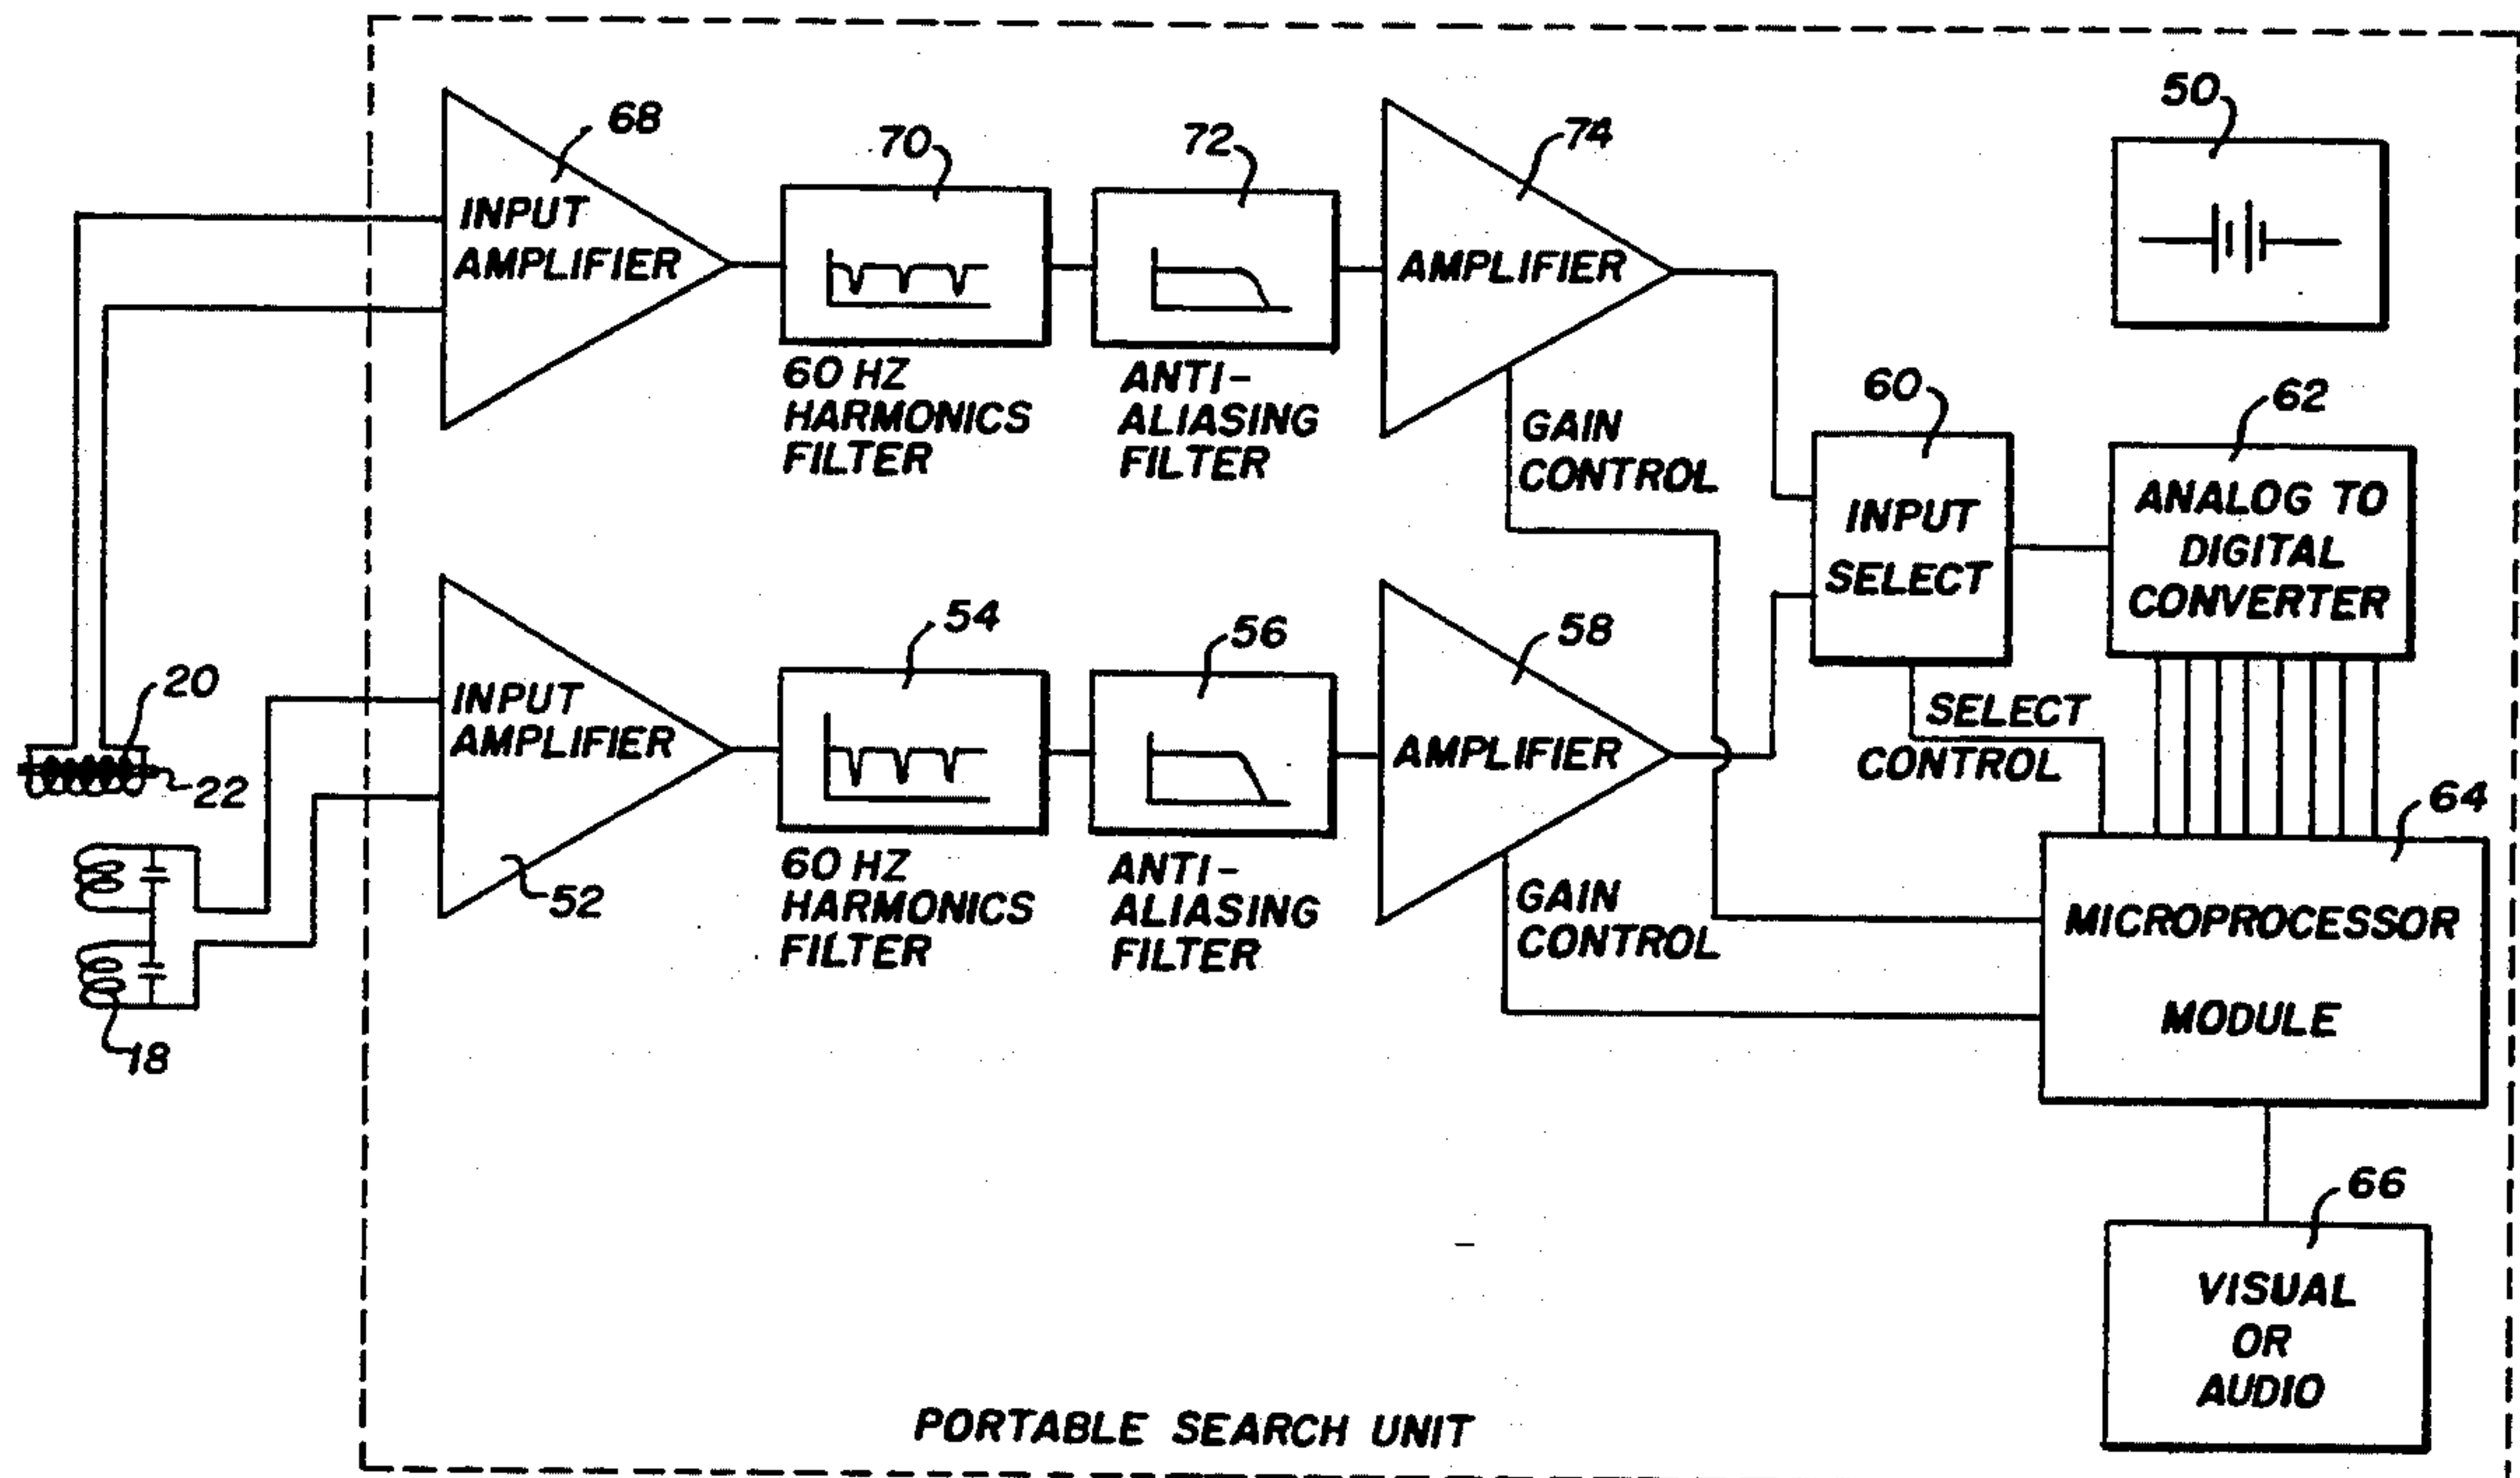 50
68
70
72
74
INPUT
AMPLIFIER
AMPLIFIER
60 HZ
HARMONICS
FILTER
ANTI-
ALIASING
FILTER
GAIN
CONTROL
60
INPUT
SELECT
62
ANALOG TO
DIGITAL
CONVERTER
20
22
18
INPUT
AMPLIFIER
52
54
60 HZ
HARMONICS
FILTER
56
ANTI-
ALIASING
FILTER
58
AMPLIFIER
GAIN
CONTROL
SELECT
CONTROL
64
MICROPROCESSOR
MODULE
66
VISUAL
OR
AUDIO
PORTABLE SEARCH UNIT